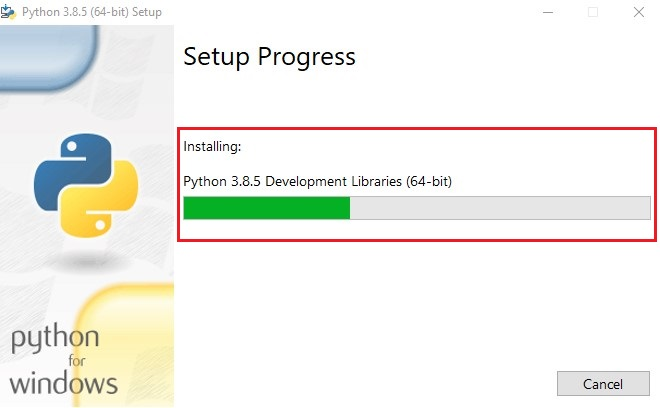 Python 3.8.5 (64-bit) Setup
Setup Progress
Installing:
Python 3.8.5 Development Libraries (64-bit)
python
for
windows
Cancel